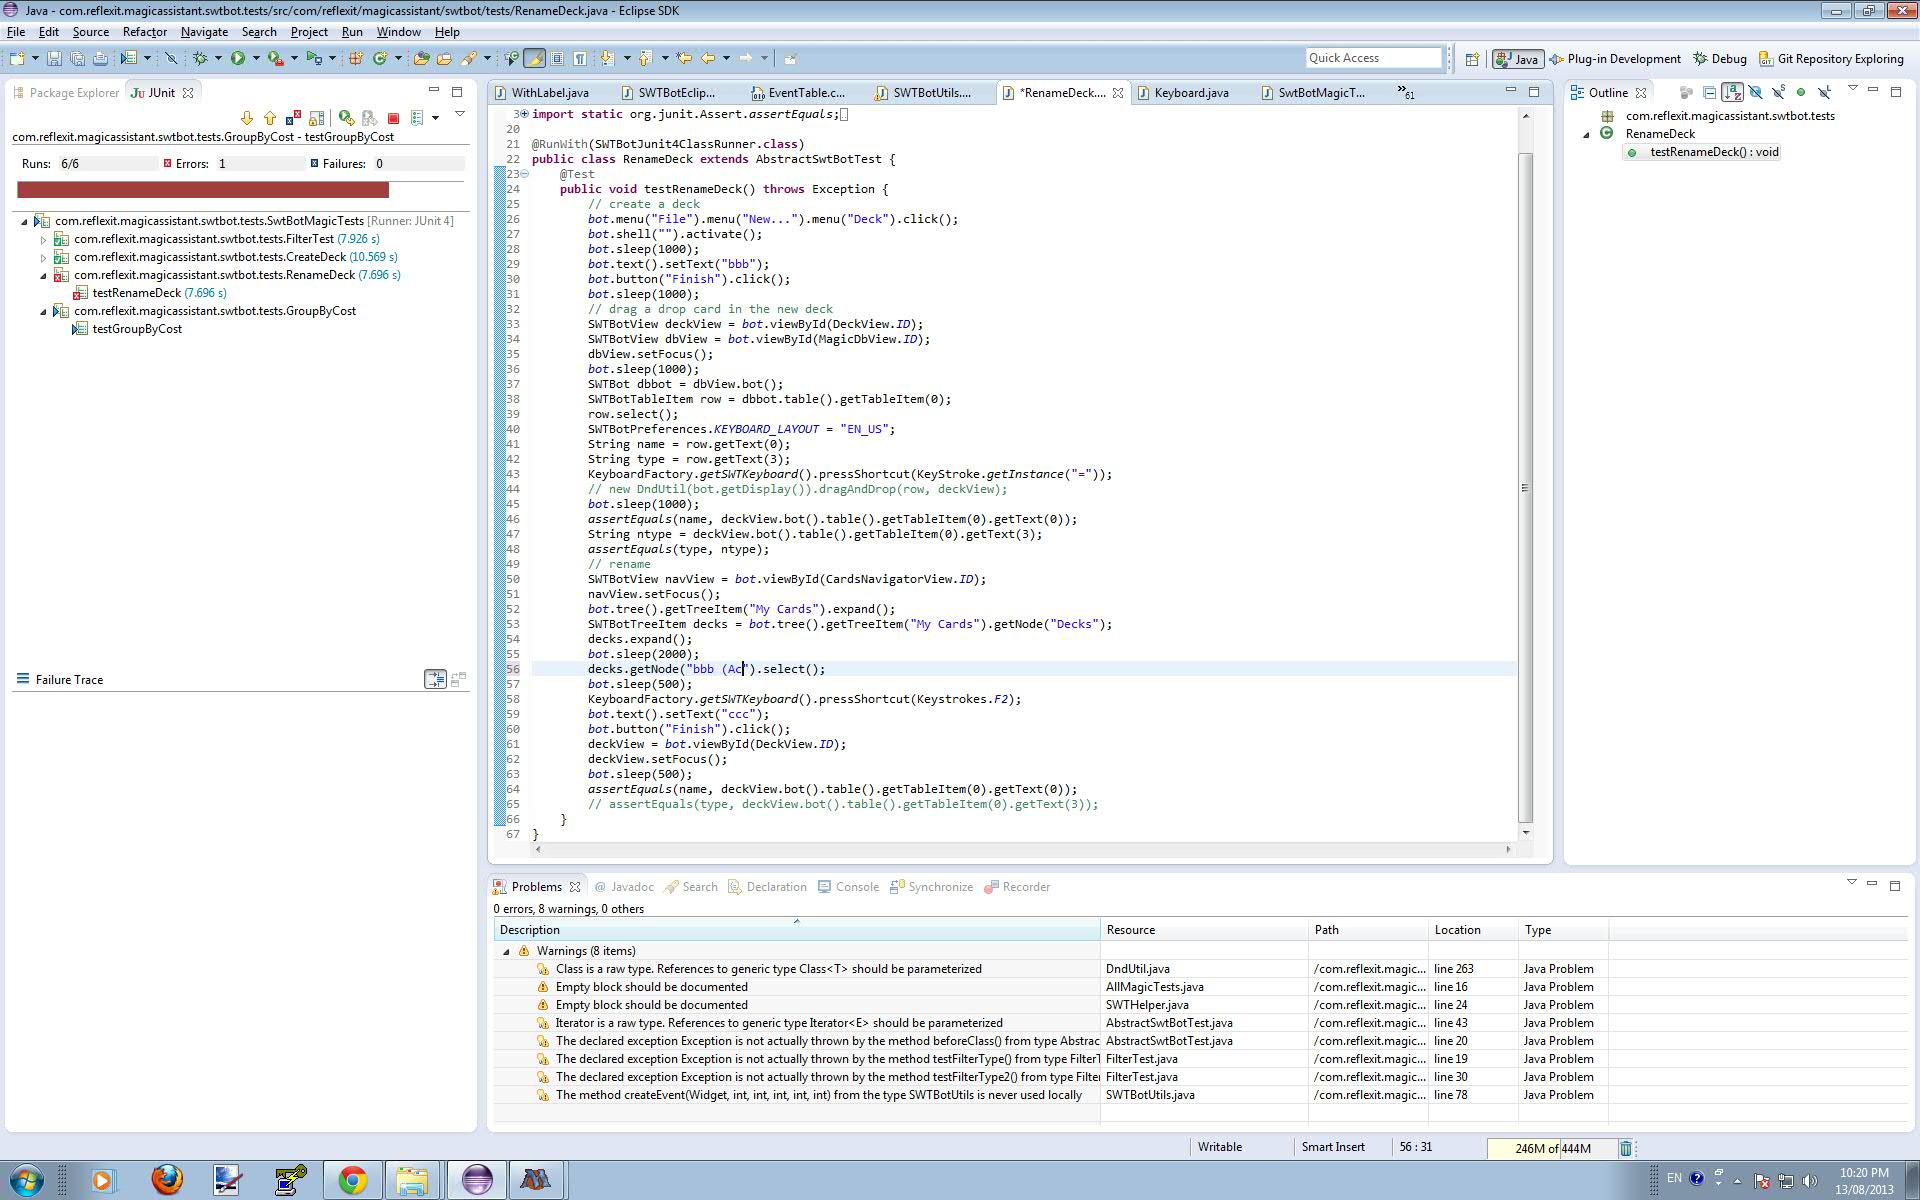 Java - com.reflexit.magicassistant.swtbot.tests/src/com/reflexit/magicassistant/swtbot/tests/RenameDeck.java - Eclipse SDK
File Edit Source Refactor Navigate Search Project Run Window Help
Quick Access
Java Plug-in Development Debug Git Repository Exploring
Package Explorer JUnit
com.reflexit.magicassistant.swtbot.tests.GroupByCost - testGroupByCost
Runs: 6/6 Errors: 1 Failures: 0
com.reflexit.magicassistant.swtbot.tests.SwtBotMagicTests [Runner: JUnit 4]
com.reflexit.magicassistant.swtbot.tests.FilterTest (7.926 s)
com.reflexit.magicassistant.swtbot.tests.CreateDeck (10.569 s)
com.reflexit.magicassistant.swtbot.tests.RenameDeck (7.696 s)
testRenameDeck (7.696 s)
com.reflexit.magicassistant.swtbot.tests.GroupByCost
testGroupByCost
Failure Trace
WithLabel.java SWTBotEclip... EventTable.c... SWTBotUtils.... *RenameDeck.... Keyboard.java SwtBotMagicT... »61
3 import static org.junit.Assert.assertEquals;
20
21 @RunWith(SWTBotJunit4ClassRunner.class)
22 public class RenameDeck extends AbstractSwtBotTest {
23 @Test
24 public void testRenameDeck() throws Exception {
25 // create a deck
26 bot.menu("File").menu("New...").menu("Deck").click();
27 bot.shell("").activate();
28 bot.sleep(1000);
29 bot.text().setText("bbb");
30 bot.button("Finish").click();
31 bot.sleep(1000);
32 // drag a drop card in the new deck
33 SWTBotView deckView = bot.viewById(DeckView.ID);
34 SWTBotView dbView = bot.viewById(MagicDbView.ID);
35 dbView.setFocus();
36 bot.sleep(1000);
37 SWTBot dbbot = dbView.bot();
38 SWTBotTableItem row = dbbot.table().getTableItem(0);
39 row.select();
40 SWTBotPreferences.KEYBOARD_LAYOUT = "EN_US";
41 String name = row.getText(0);
42 String type = row.getText(3);
43 KeyboardFactory.getSWTKeyboard().pressShortcut(KeyStroke.getInstance("="));
44 // new DndUtil(bot.getDisplay()).dragAndDrop(row, deckView);
45 bot.sleep(1000);
46 assertEquals(name, deckView.bot().table().getTableItem(0).getText(0));
47 String ntype = deckView.bot().table().getTableItem(0).getText(3);
48 assertEquals(type, ntype);
49 // rename
50 SWTBotView navView = bot.viewById(CardsNavigatorView.ID);
51 navView.setFocus();
52 bot.tree().getTreeItem("My Cards").expand();
53 SWTBotTreeItem decks = bot.tree().getTreeItem("My Cards").getNode("Decks");
54 decks.expand();
55 bot.sleep(2000);
56 decks.getNode("bbb (Ac").select();
57 bot.sleep(500);
58 KeyboardFactory.getSWTKeyboard().pressShortcut(Keystrokes.F2);
59 bot.text().setText("ccc");
60 bot.button("Finish").click();
61 deckView = bot.viewById(DeckView.ID);
62 deckView.setFocus();
63 bot.sleep(500);
64 assertEquals(name, deckView.bot().table().getTableItem(0).getText(0));
65 // assertEquals(type, deckView.bot().table().getTableItem(0).getText(3));
66 }
67 }
Outline
com.reflexit.magicassistant.swtbot.tests
RenameDeck
testRenameDeck() : void
Problems @ Javadoc Search Declaration Console Synchronize Recorder
0 errors, 8 warnings, 0 others
Description Resource Path Location Type
Warnings (8 items)
Class is a raw type. References to generic type Class<T> should be parameterized DndUtil.java /com.reflexit.magic... line 263 Java Problem
Empty block should be documented AllMagicTests.java /com.reflexit.magic... line 16 Java Problem
Empty block should be documented SWTHelper.java /com.reflexit.magic... line 24 Java Problem
Iterator is a raw type. References to generic type Iterator<E> should be parameterized AbstractSwtBotTest.java /com.reflexit.magic... line 43 Java Problem
The declared exception Exception is not actually thrown by the method beforeClass() from type Abstrac AbstractSwtBotTest.java /com.reflexit.magic... line 20 Java Problem
The declared exception Exception is not actually thrown by the method testFilterType() from type FilterT FilterTest.java /com.reflexit.magic... line 19 Java Problem
The declared exception Exception is not actually thrown by the method testFilterType2() from type Filter FilterTest.java /com.reflexit.magic... line 30 Java Problem
The method createEvent(Widget, int, int, int, int, int) from the type SWTBotUtils is never used locally SWTBotUtils.java /com.reflexit.magic... line 78 Java Problem
Writable Smart Insert 56 : 31 246M of 444M
EN 10:20 PM
13/08/2013